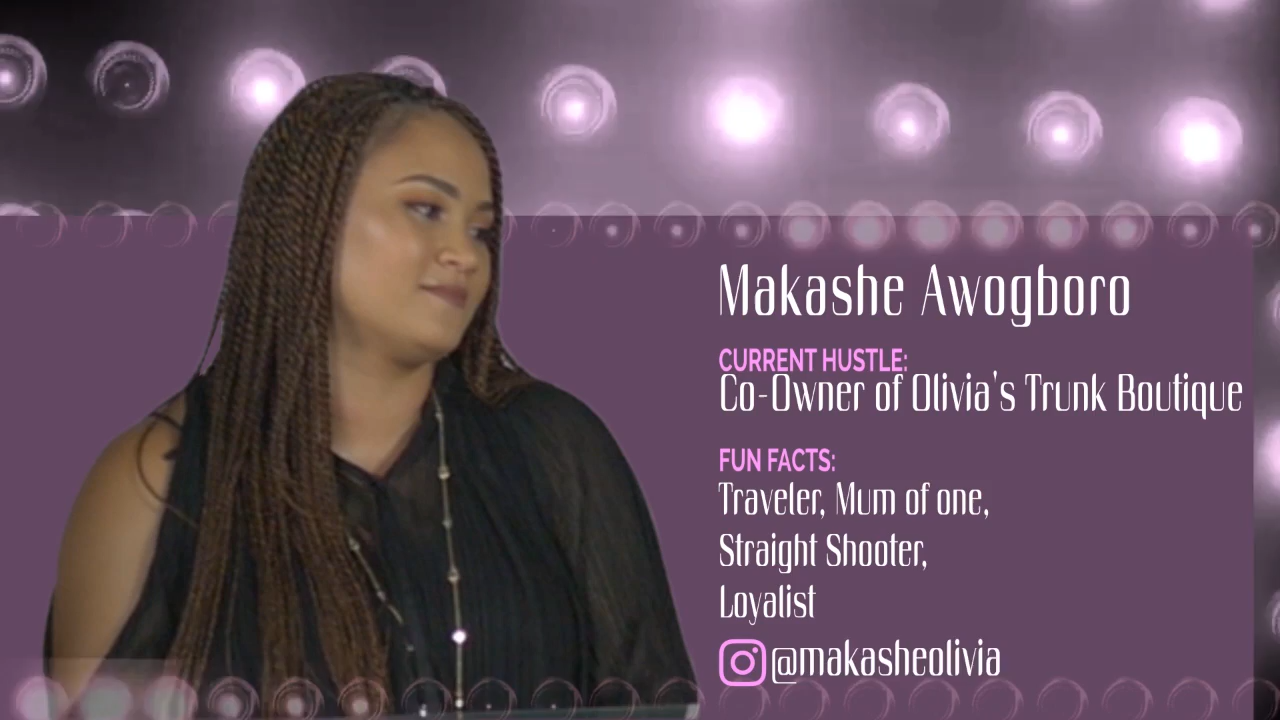 Makashe Awogboro
CURRENT HUSTLE:
Co-Owner of Olivia's Trunk Boutique
FUN FACTS:
Traveler, Mum of one,
Straight Shooter,
Loyalist
@makasheolivia